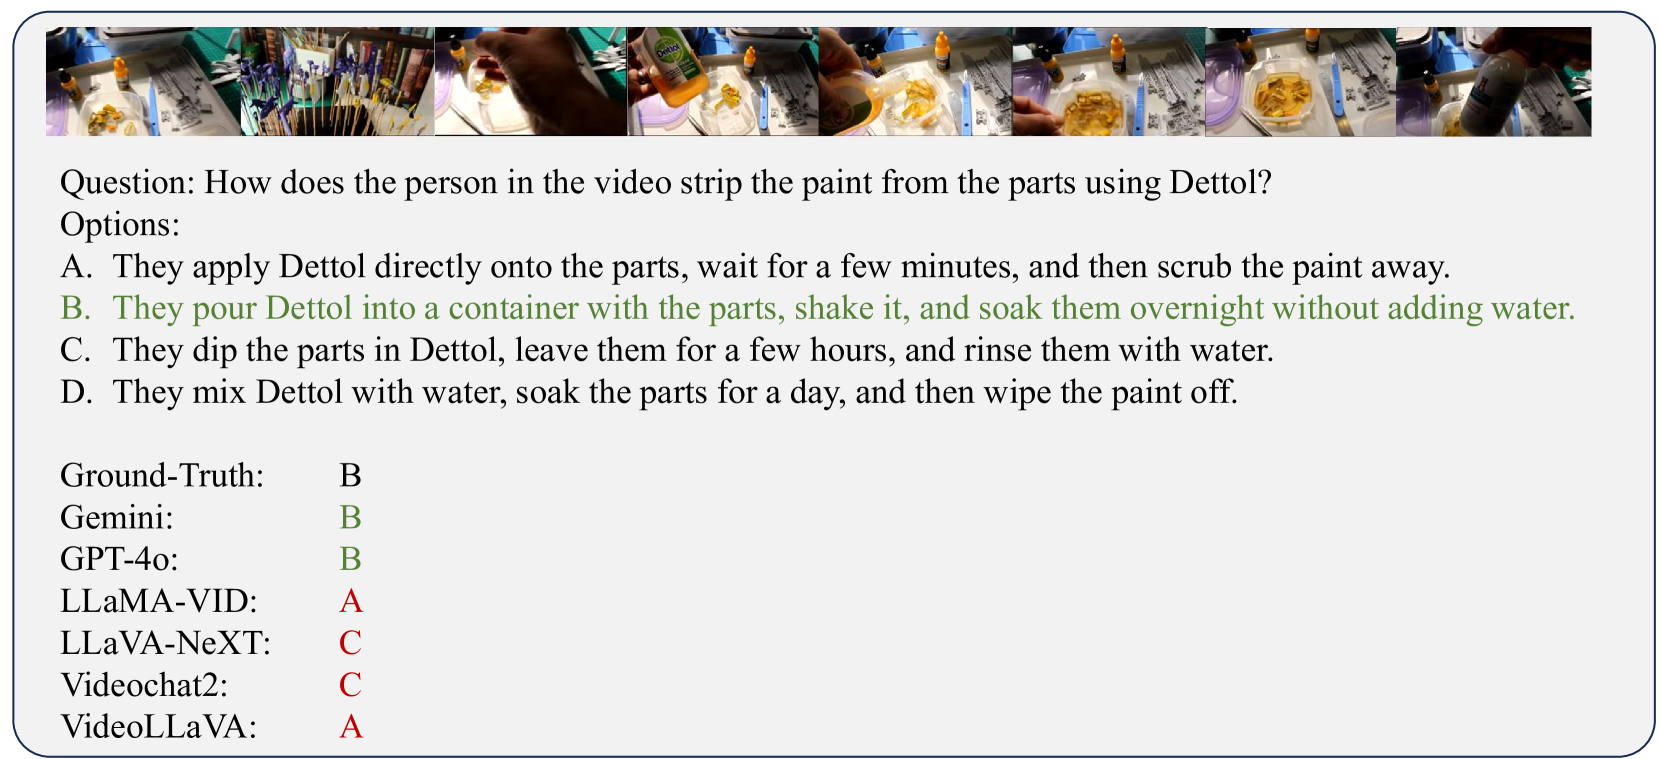 Dettol
Question: How does the person in the video strip the paint from the parts using Dettol?
Options:
A. They apply Dettol directly onto the parts, wait for a few minutes, and then scrub the paint away.
B. They pour Dettol into a container with the parts, shake it, and soak them overnight without adding water.
C. They dip the parts in Dettol, leave them for a few hours, and rinse them with water.
D. They mix Dettol with water, soak the parts for a day, and then wipe the paint off.
Ground-Truth: B
Gemini: B
GPT-4o: B
LLaMA-VID: A
LLaVA-NeXT: C
Videochat2: C
VideoLLaVA: A